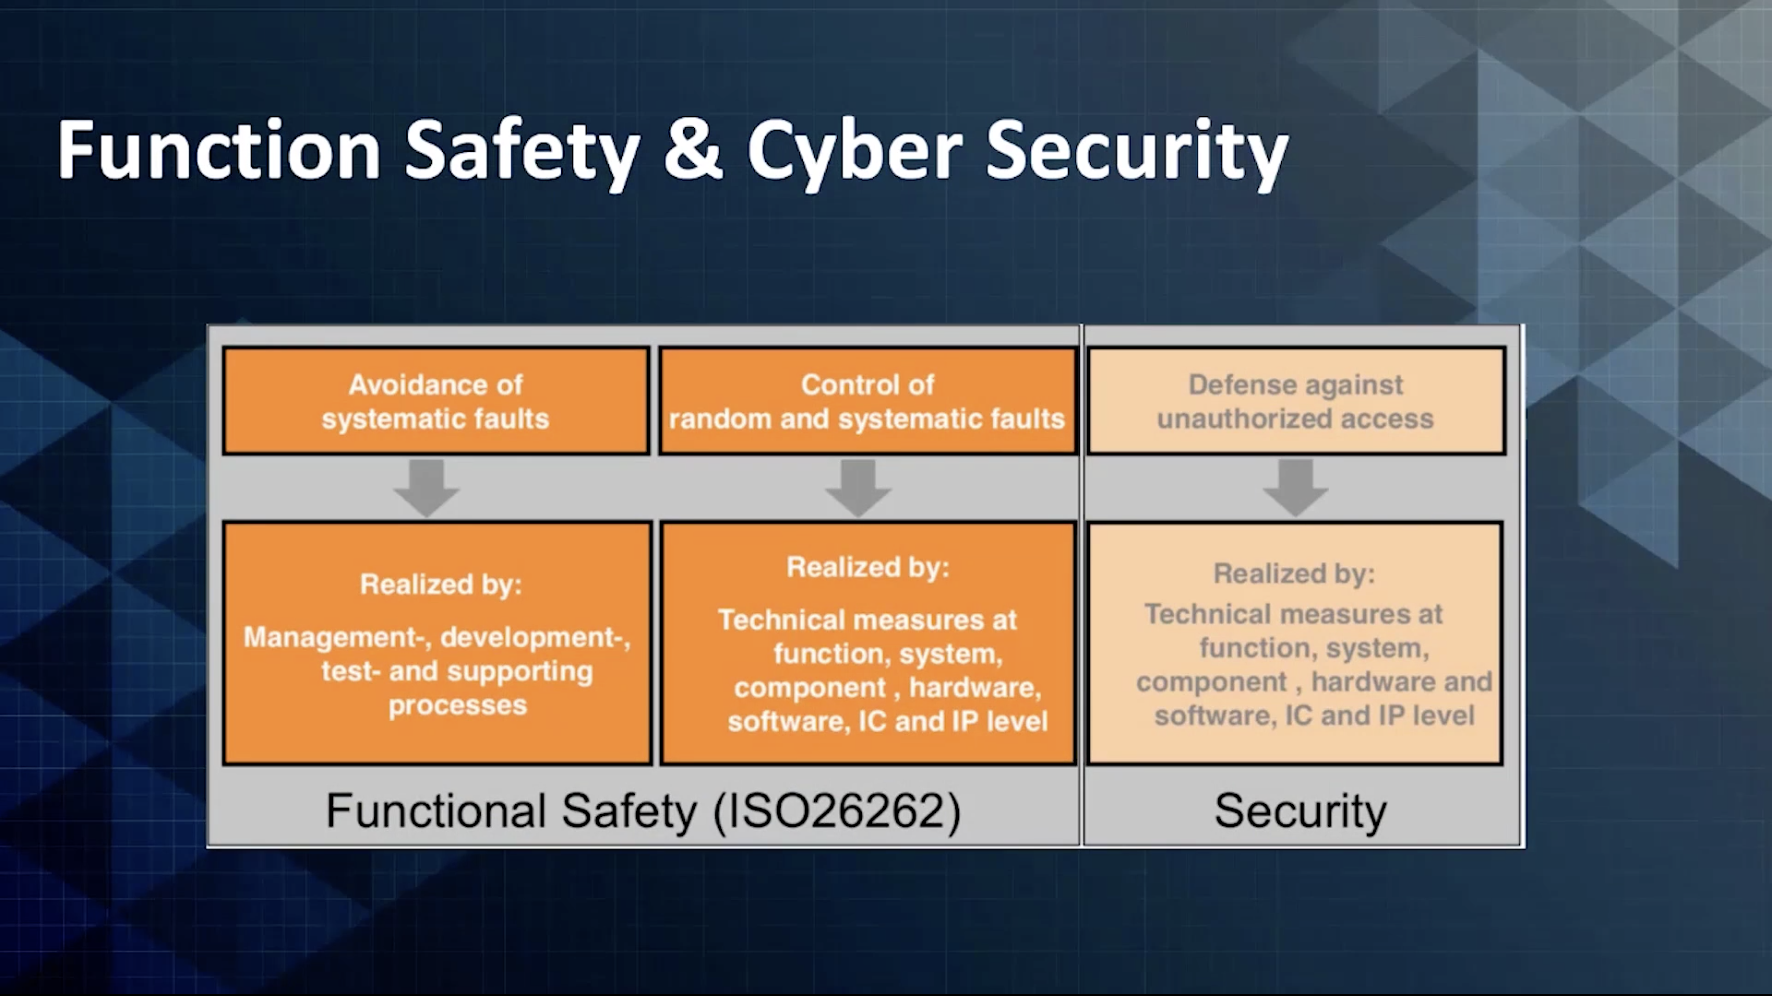 Function Safety & Cyber Security
Avoidance of
systematic faults
Control of
random and systematic faults
Defense against
unauthorized access
Realized by:
Management-, development-,
test- and supporting
processes
Realized by:
Technical measures at
function, system,
component , hardware,
software, IC and IP level
Realized by:
Technical measures at
function, system,
component , hardware and
software, IC and IP level
Functional Safety (ISO26262)
Security